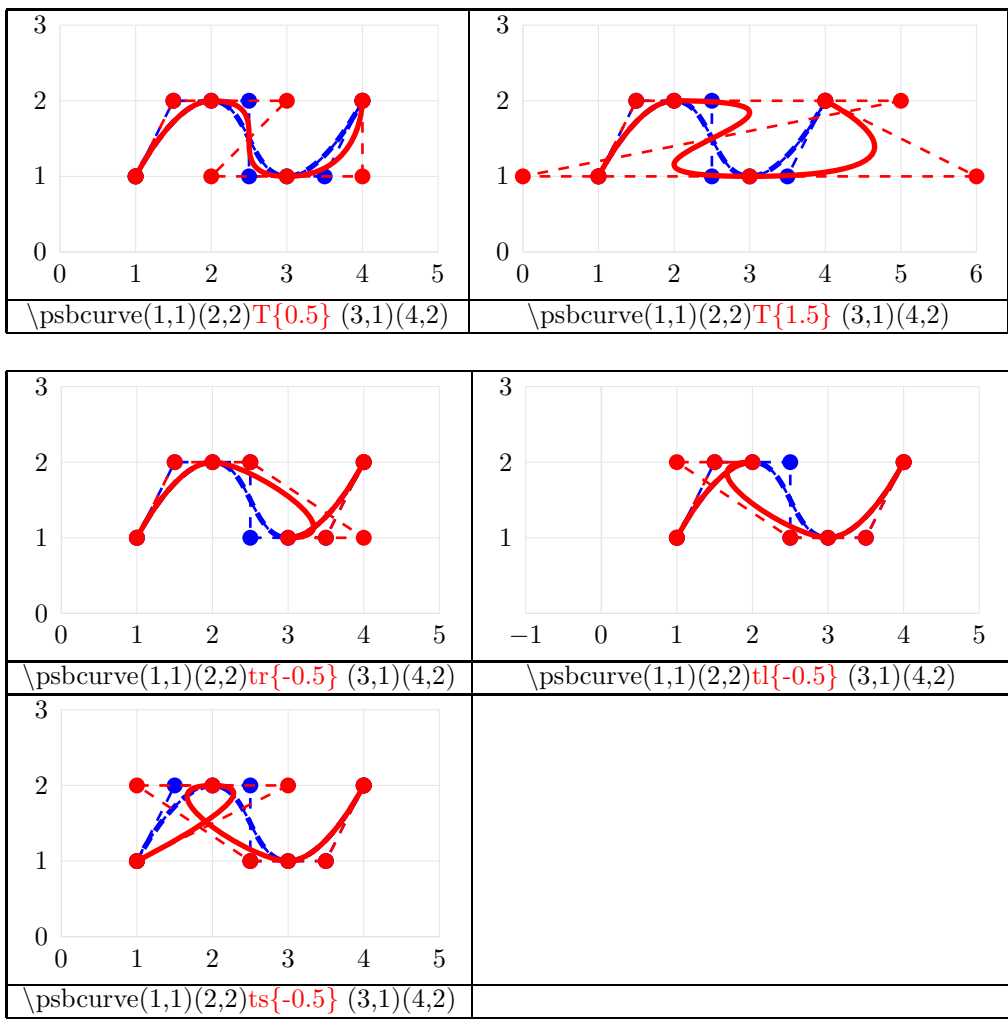 3
3
2
2
1
1
0
0
0 1 2 3 4 5
0 1 2 3 4 5 6
\psbcurve(1,1)(2,2)T{0.5} (3,1)(4,2)
\psbcurve(1,1)(2,2)T{1.5} (3,1)(4,2)
3
3
2
2
1
1
0
0 1 2 3 4 5
−1 0 1 2 3 4 5
\psbcurve(1,1)(2,2)tr{-0.5} (3,1)(4,2)
\psbcurve(1,1)(2,2)tl{-0.5} (3,1)(4,2)
3
2
1
0
0 1 2 3 4 5
\psbcurve(1,1)(2,2)ts{-0.5} (3,1)(4,2)